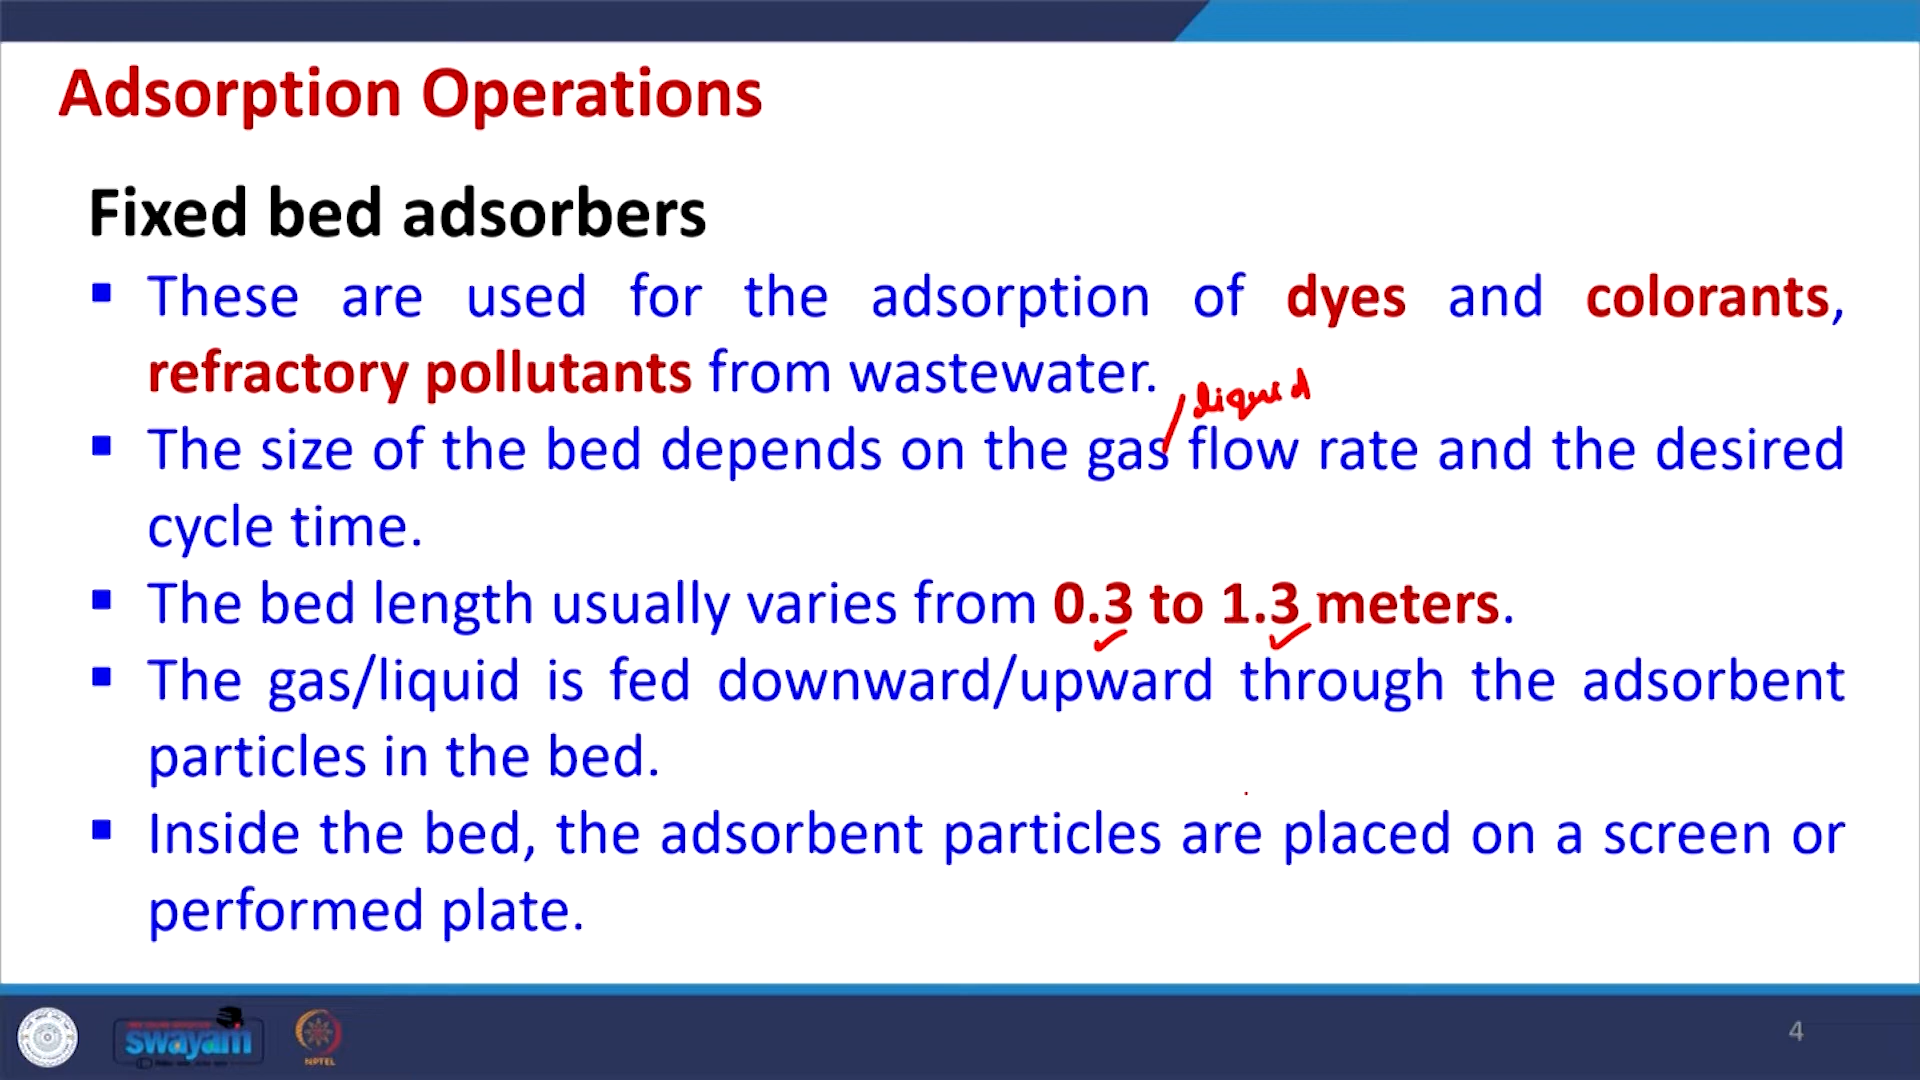 Adsorption Operations
Fixed bed adsorbers
▪ These are used for the adsorption of dyes and colorants,
refractory pollutants from wastewater.
/liquid
▪ The size of the bed depends on the gas flow rate and the desired
cycle time.
▪ The bed length usually varies from 0.3 to 1.3 meters.
▪ The gas/liquid is fed downward/upward through the adsorbent
particles in the bed.
▪ Inside the bed, the adsorbent particles are placed on a screen or
performed plate.
swayam
NPTEL
4